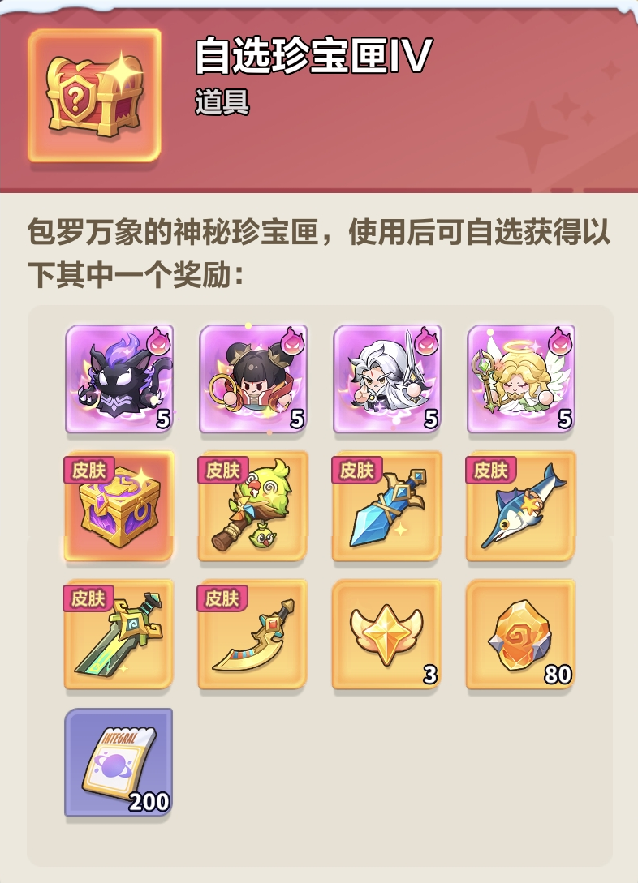 自选珍宝匣IV
道具
包罗万象的神秘珍宝匣，使用后可自选获得以
下其中一个奖励：
5 5 5 5
皮肤 皮肤 皮肤 皮肤
皮肤 皮肤
3 80
INTEGRAL
200